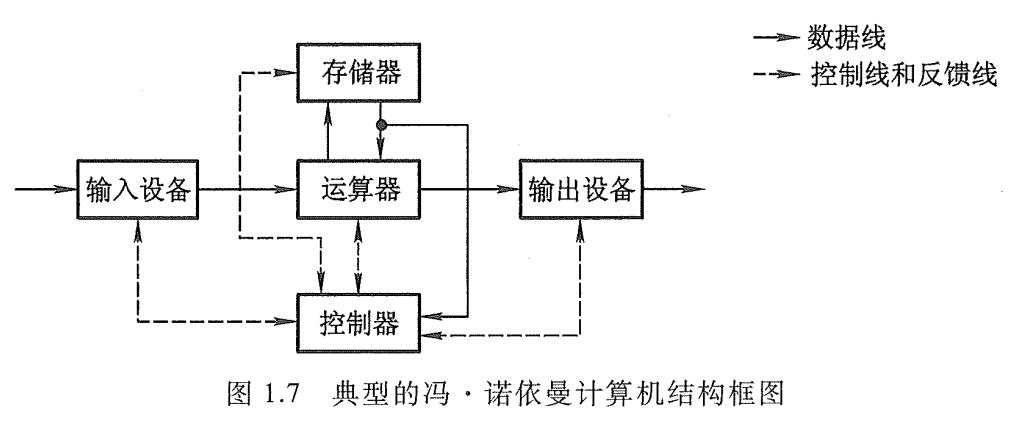 数据线
控制线和反馈线
存储器
输入设备
运算器
输出设备
控制器
图 1.7 典型的冯·诺依曼计算机结构框图